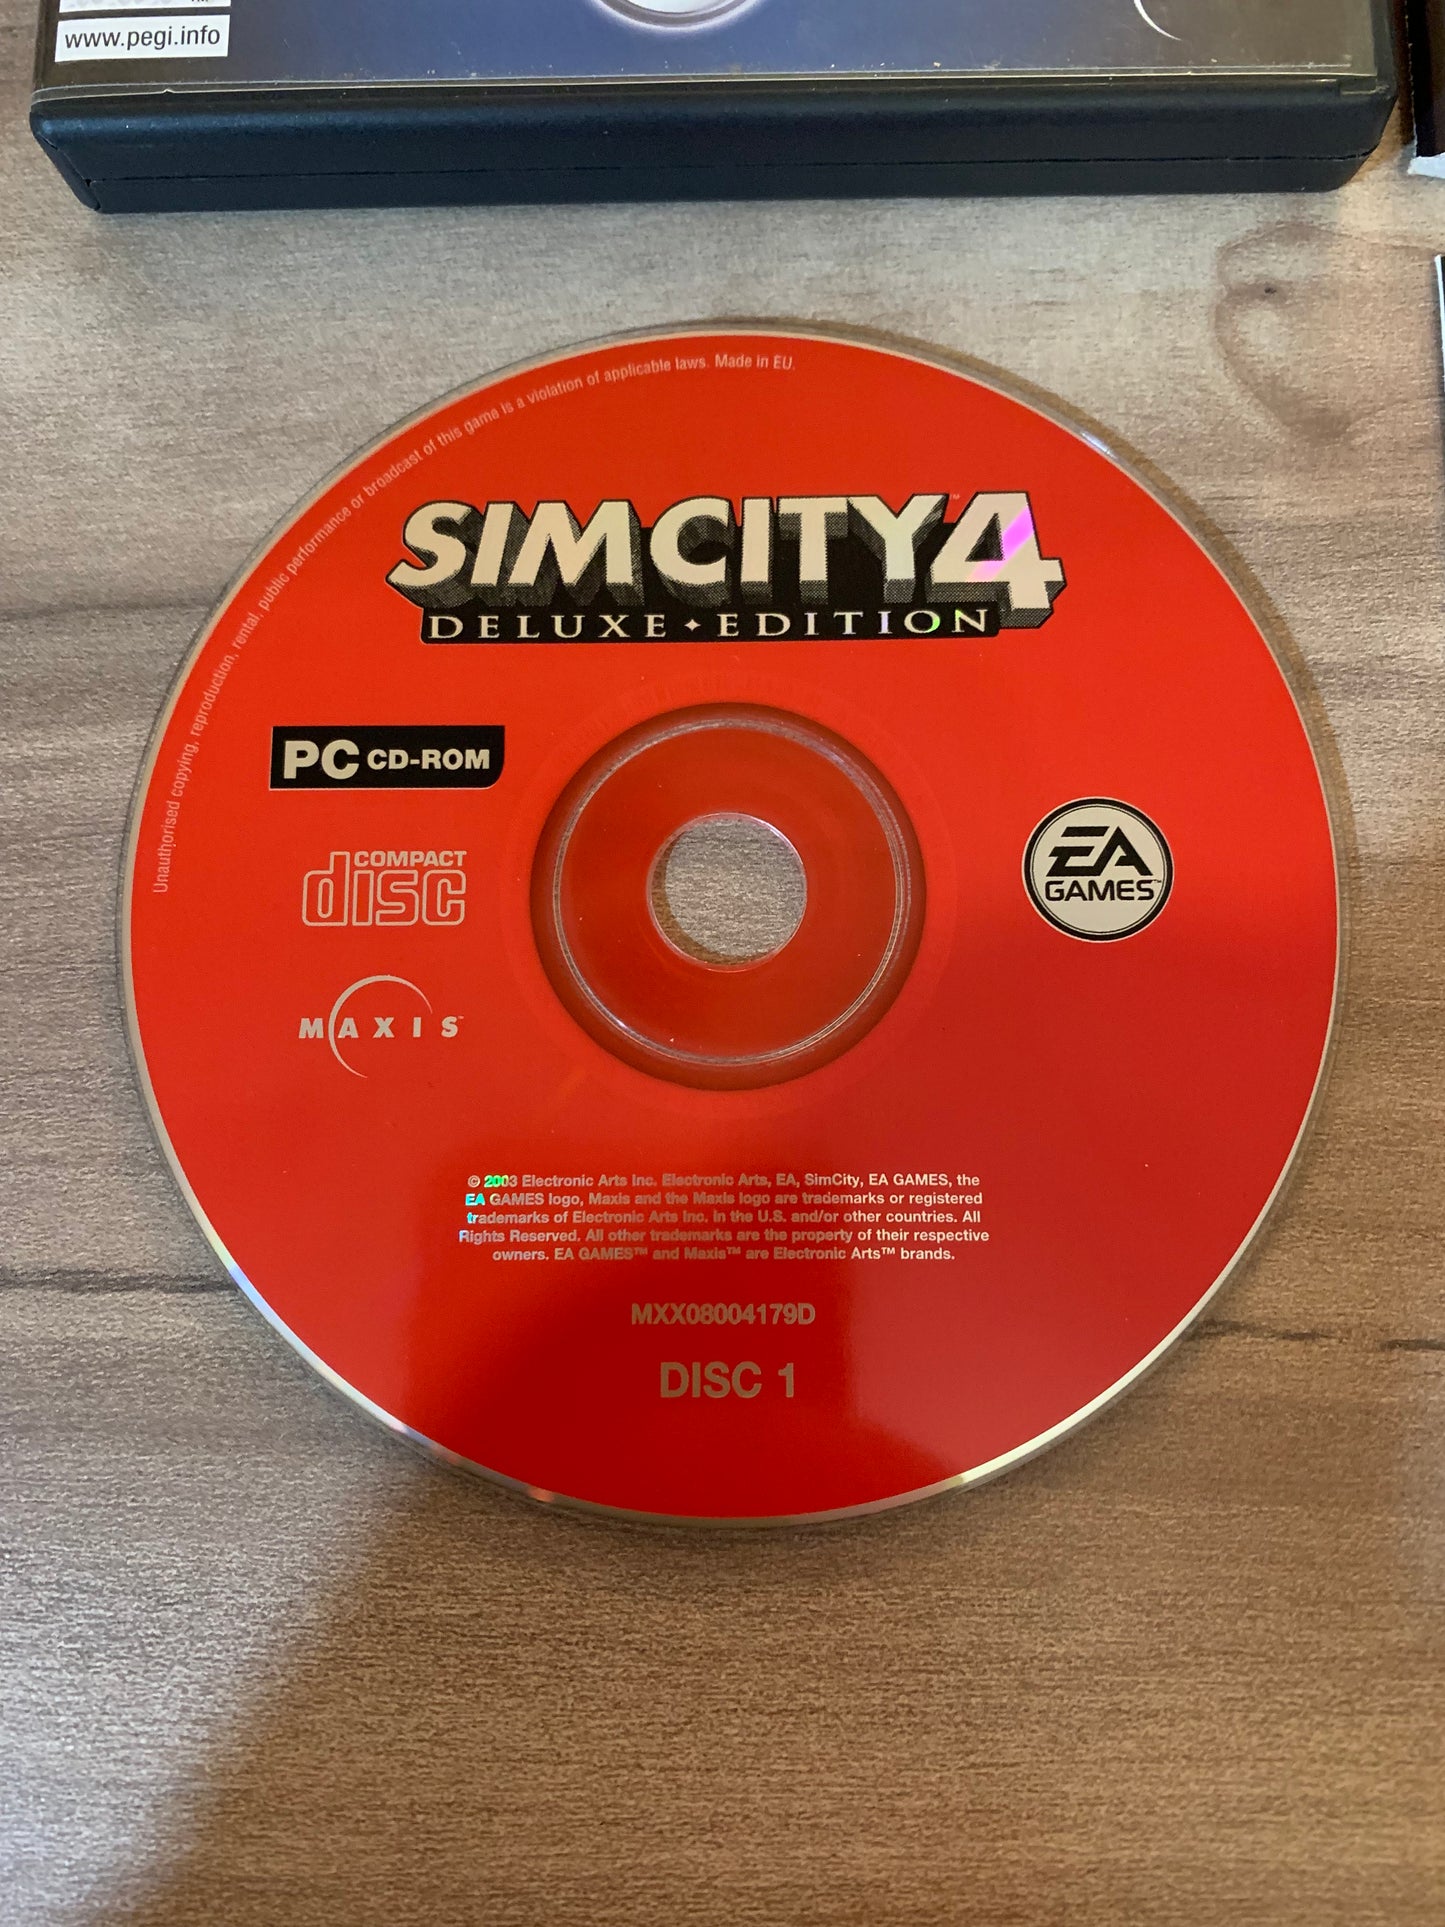 www.pegi.info
Unauthorised copying, reproduction, rental, public performance or broadcast of this game is a violation of applicable laws. Made in EU.
SIMCITY 4™
DELUXE • EDITION
PC CD-ROM
COMPACT
disc
EA
GAMES™
MAXIS™
© 2003 Electronic Arts Inc. Electronic Arts, EA, SimCity, EA GAMES, the
EA GAMES logo, Maxis and the Maxis logo are trademarks or registered
trademarks of Electronic Arts Inc. in the U.S. and/or other countries. All
Rights Reserved. All other trademarks are the property of their respective
owners. EA GAMES™ and Maxis™ are Electronic Arts™ brands.
MXX08004179D
DISC 1